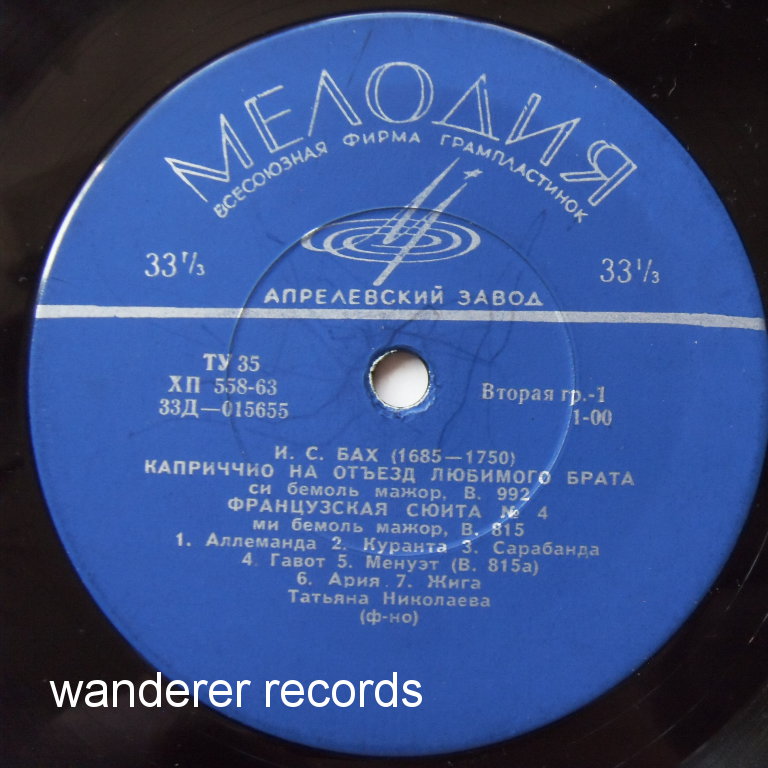 МЕЛОДИЯ
ВСЕСОЮЗНАЯ ФИРМА ГРАМПЛАСТИНОК
33⅓ 33⅓
АПРЕЛЕВСКИЙ ЗАВОД
ТУ 35
ХП 558-63
33Д—015655
Вторая гр.-1
1-00
И. С. БАХ (1685—1750)
КАПРИЧЧИО НА ОТЪЕЗД ЛЮБИМОГО БРАТА
си бемоль мажор, В. 992
ФРАНЦУЗСКАЯ СЮИТА № 4
ми бемоль мажор, В. 815
1. Аллеманда 2. Куранта 3. Сарабанда
4. Гавот 5. Менуэт (В. 815а)
6. Ария 7. Жига
Татьяна Николаева
(ф-но)
wanderer records